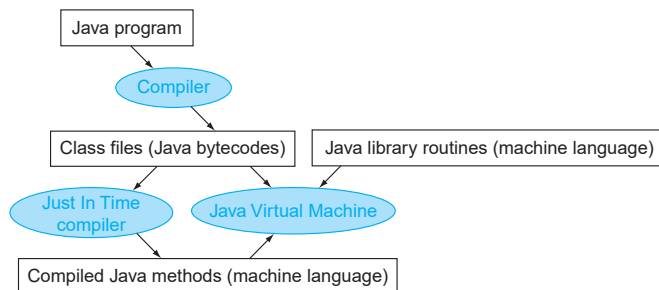 Java program
Compiler
Class files (Java bytecodes)
Java library routines (machine language)
Just In Time
compiler
Java Virtual Machine
Compiled Java methods (machine language)